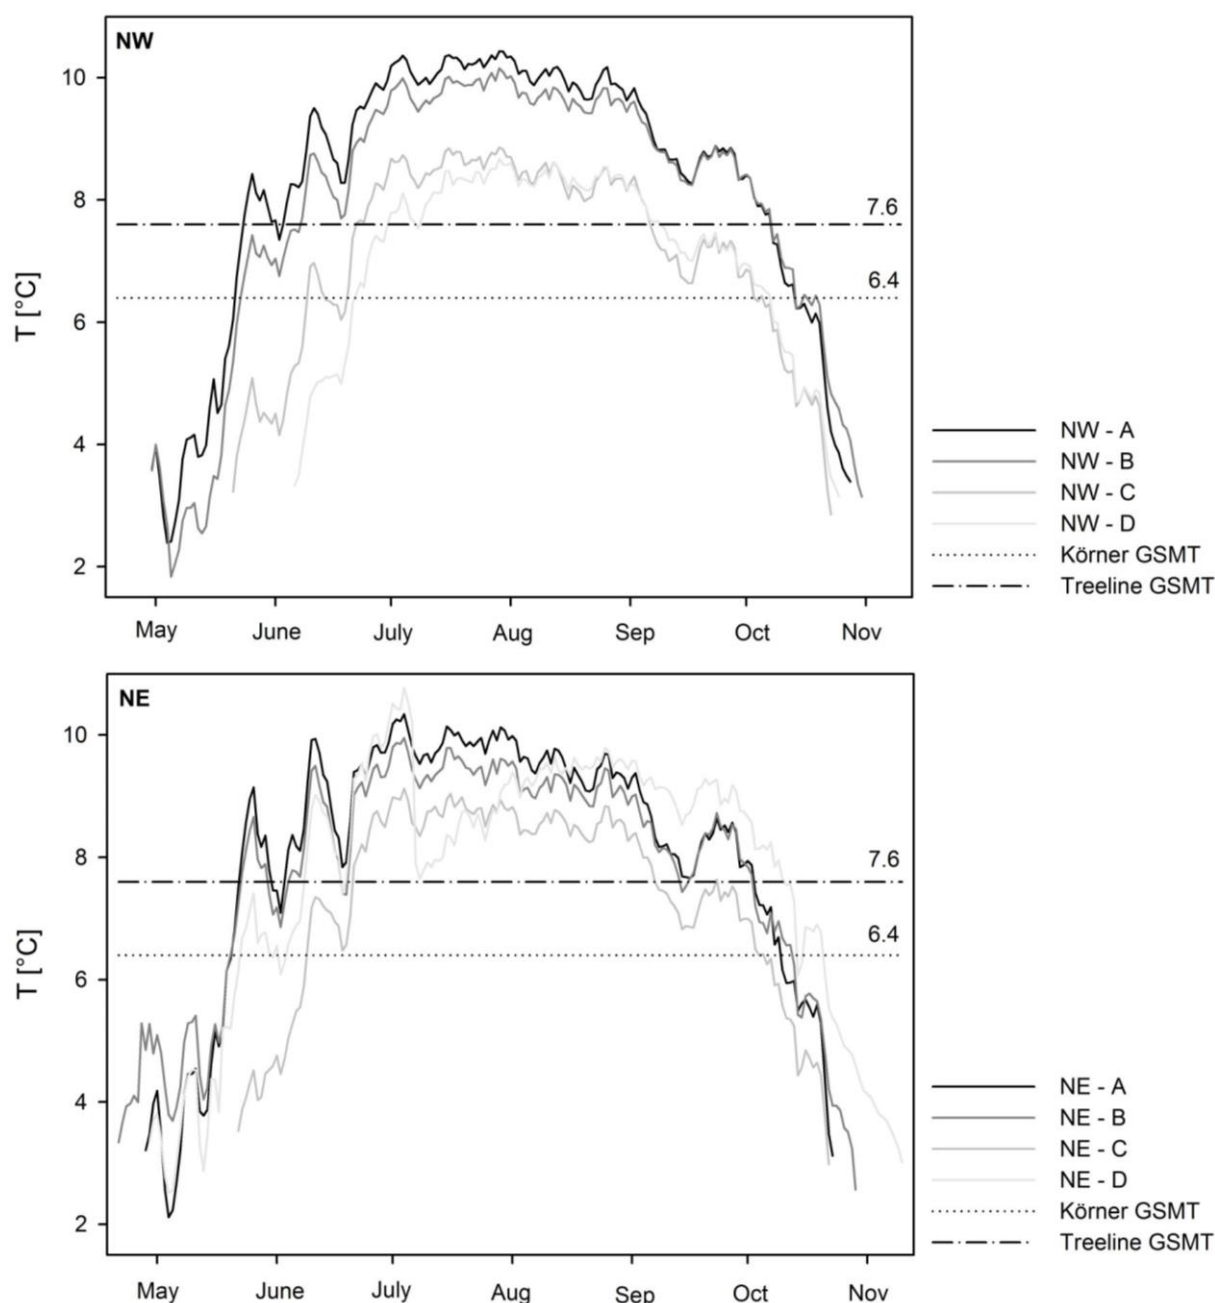 NW
10
8
6
4
2
T [°C]
7.6
6.4
May June July Aug Sep Oct Nov
NW - A
NW - B
NW - C
NW - D
Körner GSMT
Treeline GSMT
NE
10
8
6
4
2
T [°C]
7.6
6.4
May June July Aug Sep Oct Nov
NE - A
NE - B
NE - C
NE - D
Körner GSMT
Treeline GSMT